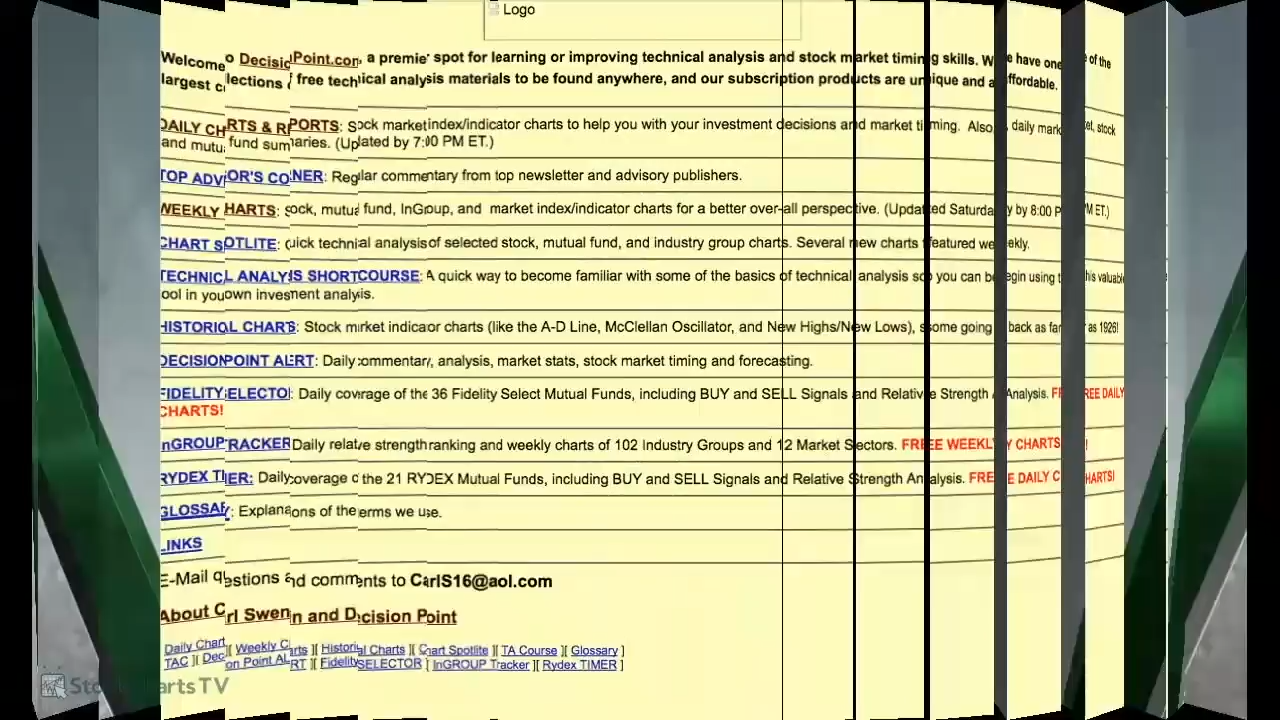 Logo
Welcome to DecisionPoint.com, a premier spot for learning or improving technical analysis and stock market timing skills. We have one of the
largest collections of free technical analysis materials to be found anywhere, and our subscription products are unique and affordable.
DAILY CHARTS & REPORTS: Stock market index/indicator charts to help you with your investment decisions and market timing. Also, daily market, stock
and mutual fund summaries. (Updated by 7:00 PM ET.)
TOP ADVISOR'S CORNER: Regular commentary from top newsletter and advisory publishers.
WEEKLY CHARTS: Stock, mutual fund, InGroup, and market index/indicator charts for a better over-all perspective. (Updated Saturday by 8:00 PM ET.)
CHART SPOTLITE: Quick technical analysis of selected stock, mutual fund, and industry group charts. Several new charts featured weekly.
TECHNICAL ANALYSIS SHORT COURSE: A quick way to become familiar with some of the basics of technical analysis so you can begin using this valuable
tool in your own investment analysis.
HISTORICAL CHARTS: Stock market indicator charts (like the A-D Line, McClellan Oscillator, and New Highs/New Lows), some going back as far as 1926!
DECISIONPOINT ALERT: Daily commentary, analysis, market stats, stock market timing and forecasting.
FIDELITY SELECTOR: Daily coverage of the 36 Fidelity Select Mutual Funds, including BUY and SELL Signals and Relative Strength Analysis. FREE DAILY
CHARTS!
InGROUP TRACKER: Daily relative strength ranking and weekly charts of 102 Industry Groups and 12 Market Sectors. FREE WEEKLY CHARTS!
RYDEX TIMER: Daily coverage of the 21 RYDEX Mutual Funds, including BUY and SELL Signals and Relative Strength Analysis. FREE DAILY CHARTS!
GLOSSARY: Explanations of the terms we use.
LINKS
E-Mail questions and comments to CarlS16@aol.com
About Carl Swenlin and Decision Point
Daily Charts ][ Weekly Charts ][ Historical Charts ][ Chart Spotlite ][ TA Course ][ Glossary ]
TAC ][ Decision Point ALERT ][ Fidelity SELECTOR ][ InGROUP Tracker ][ Rydex TIMER ]
StockChartsTV